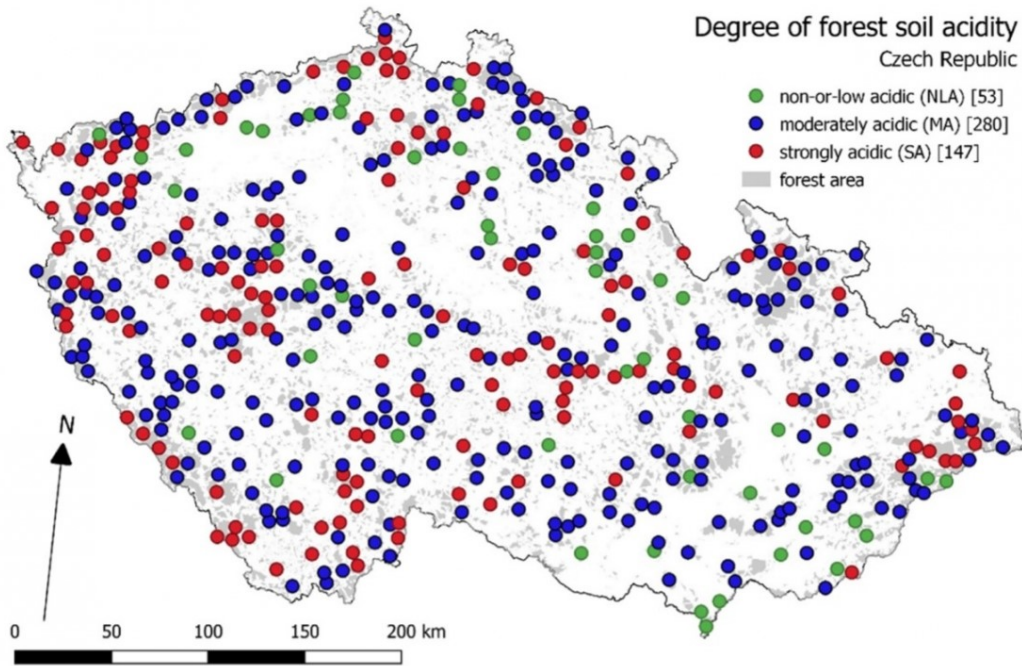 Degree of forest soil acidity
Czech Republic
non-or-low acidic (NLA) [53]
moderately acidic (MA) [280]
strongly acidic (SA) [147]
forest area
N
0 50 100 150 200 km